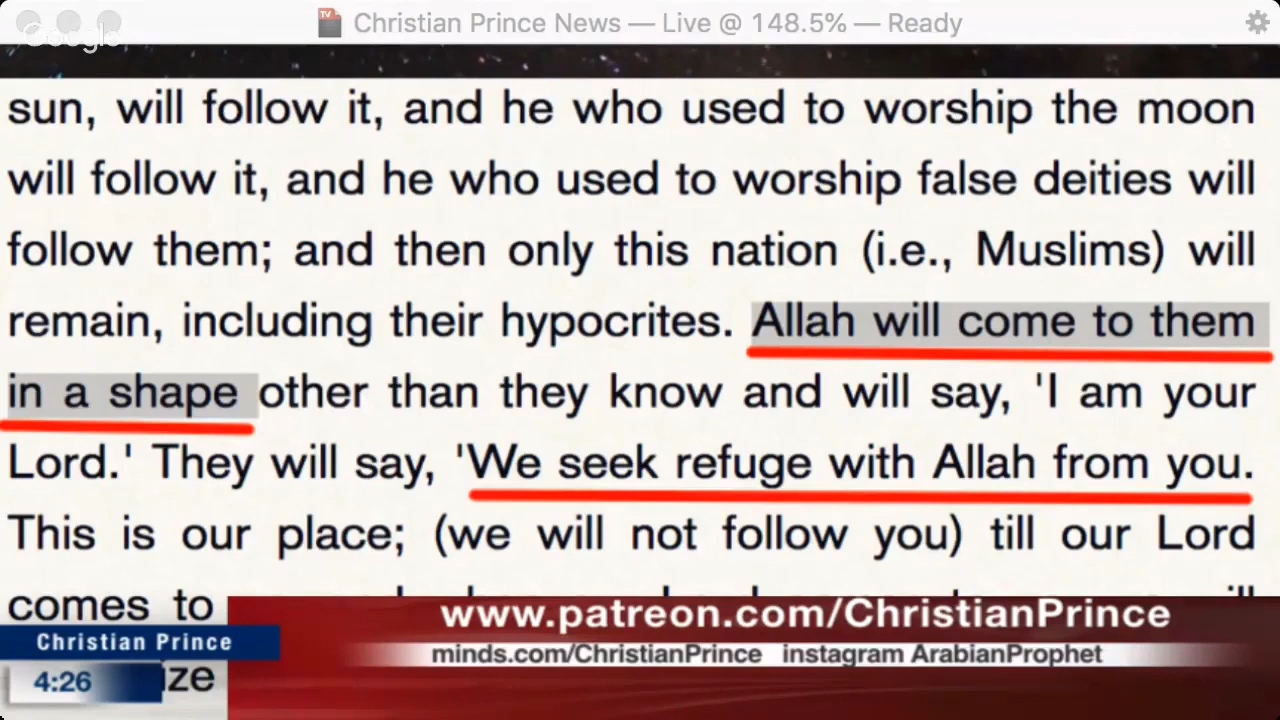 Christian Prince News — Live @ 148.5% — Ready
Google
sun, will follow it, and he who used to worship the moon
will follow it, and he who used to worship false deities will
follow them; and then only this nation (i.e., Muslims) will
remain, including their hypocrites. Allah will come to them
in a shape other than they know and will say, 'I am your
Lord.' They will say, 'We seek refuge with Allah from you.
This is our place; (we will not follow you) till our Lord
comes to
www.patreon.com/ChristianPrince
Christian Prince
minds.com/ChristianPrince instagram ArabianProphet
4:26
ize